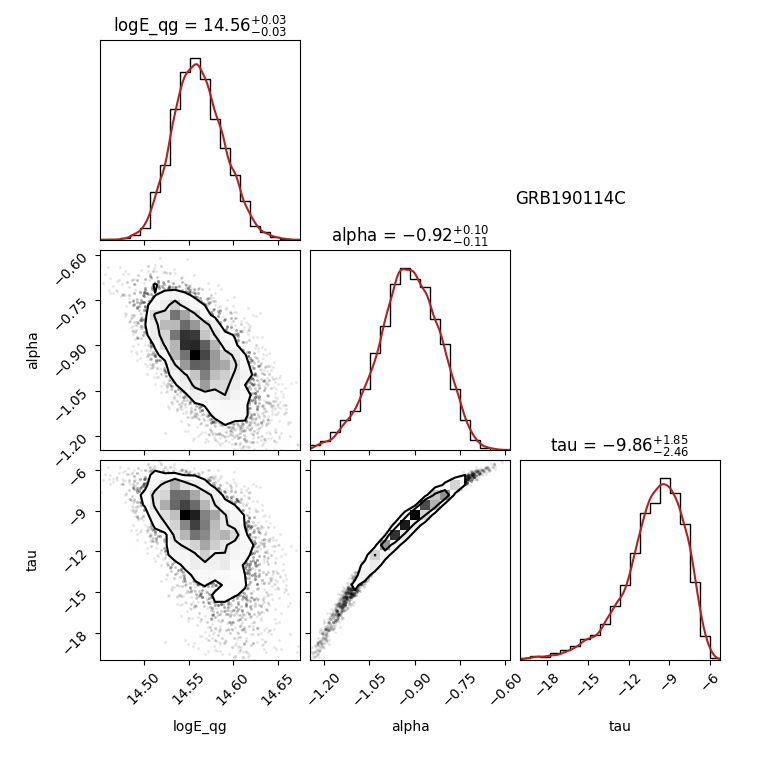 logE_qg = 14.56+0.03−0.03
GRB190114C
alpha = −0.92+0.10−0.11
−0.60
−0.75
−0.90
−1.05
−1.20
alpha
tau = −9.86+1.85−2.46
−6
−9
−12
−15
−18
tau
14.50 14.55 14.60 14.65
−1.20 −1.05 −0.90 −0.75 −0.60
−18 −15 −12 −9 −6
logE_qg alpha tau